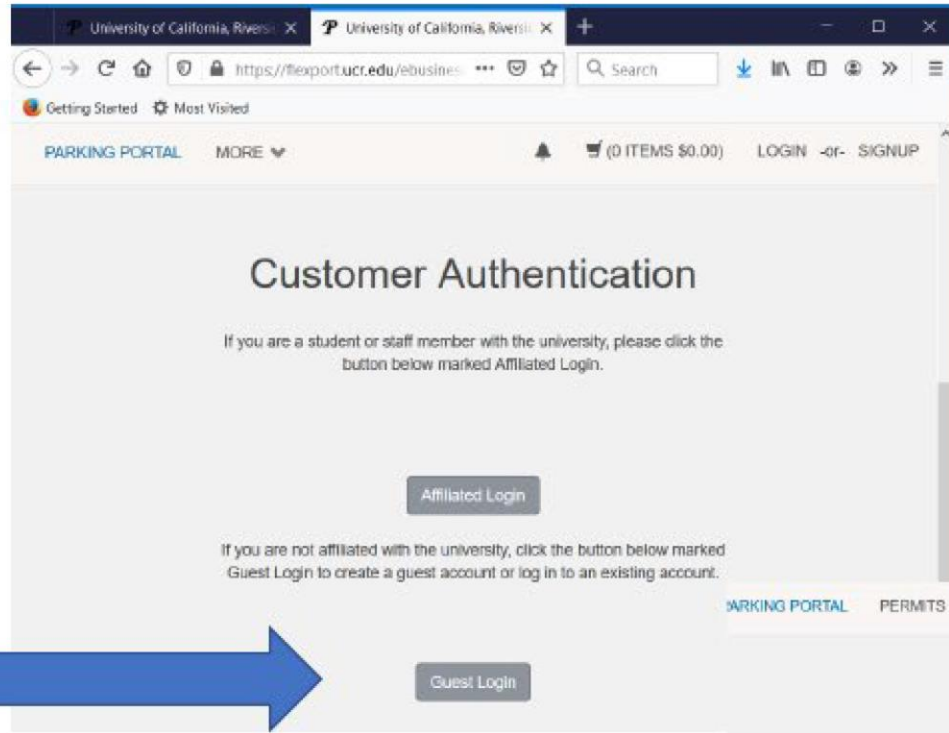 University of California, Riversi
University of California, Riversi
https://flexport.ucr.edu/ebusines
Search
Getting Started
Most Visited
PARKING PORTAL MORE (0 ITEMS $0.00) LOGIN -or- SIGNUP
Customer Authentication
If you are a student or staff member with the university, please click the
button below marked Affiliated Login.
Affiliated Login
If you are not affiliated with the university, click the button below marked
Guest Login to create a guest account or log in to an existing account.
PARKING PORTAL PERMITS
Guest Login